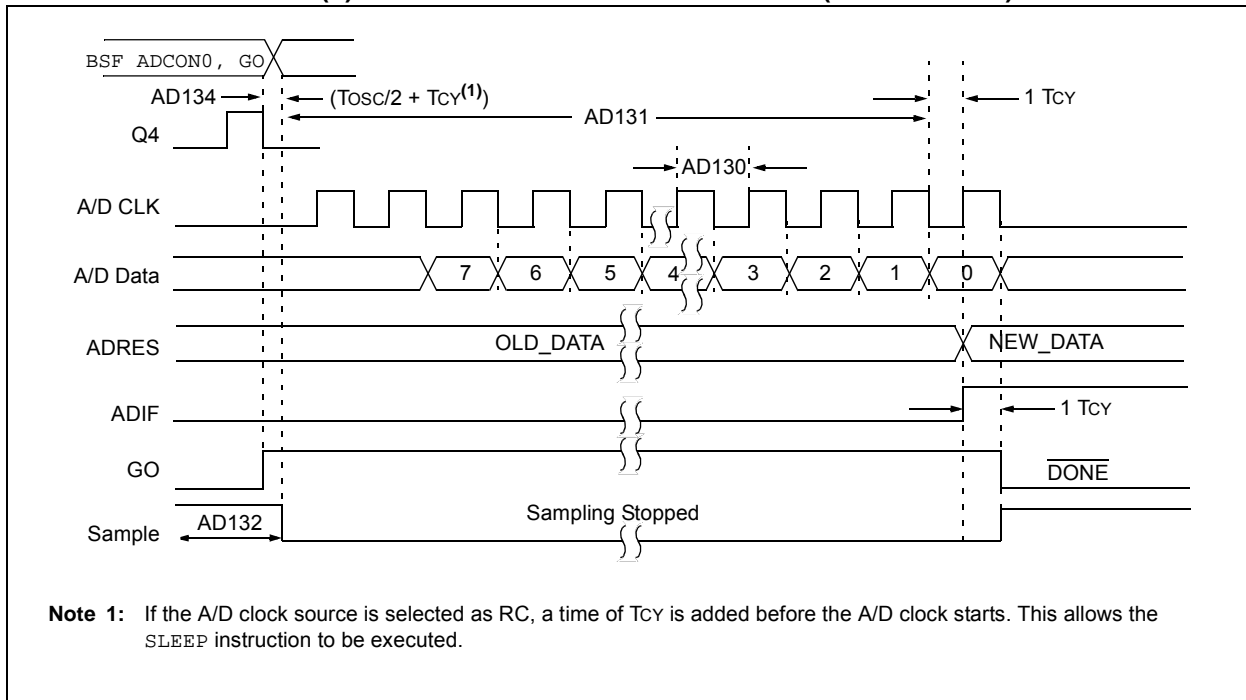 BSF ADCON0, GO
AD134
(TOSC/2 + TCY(1))
1 TCY
AD131
Q4
AD130
A/D CLK
A/D Data
7 6 5 4 3 2 1 0
ADRES
OLD_DATA
NEW_DATA
ADIF
1 TCY
GO
DONE
Sample
AD132
Sampling Stopped
Note 1: If the A/D clock source is selected as RC, a time of TCY is added before the A/D clock starts. This allows the
SLEEP instruction to be executed.